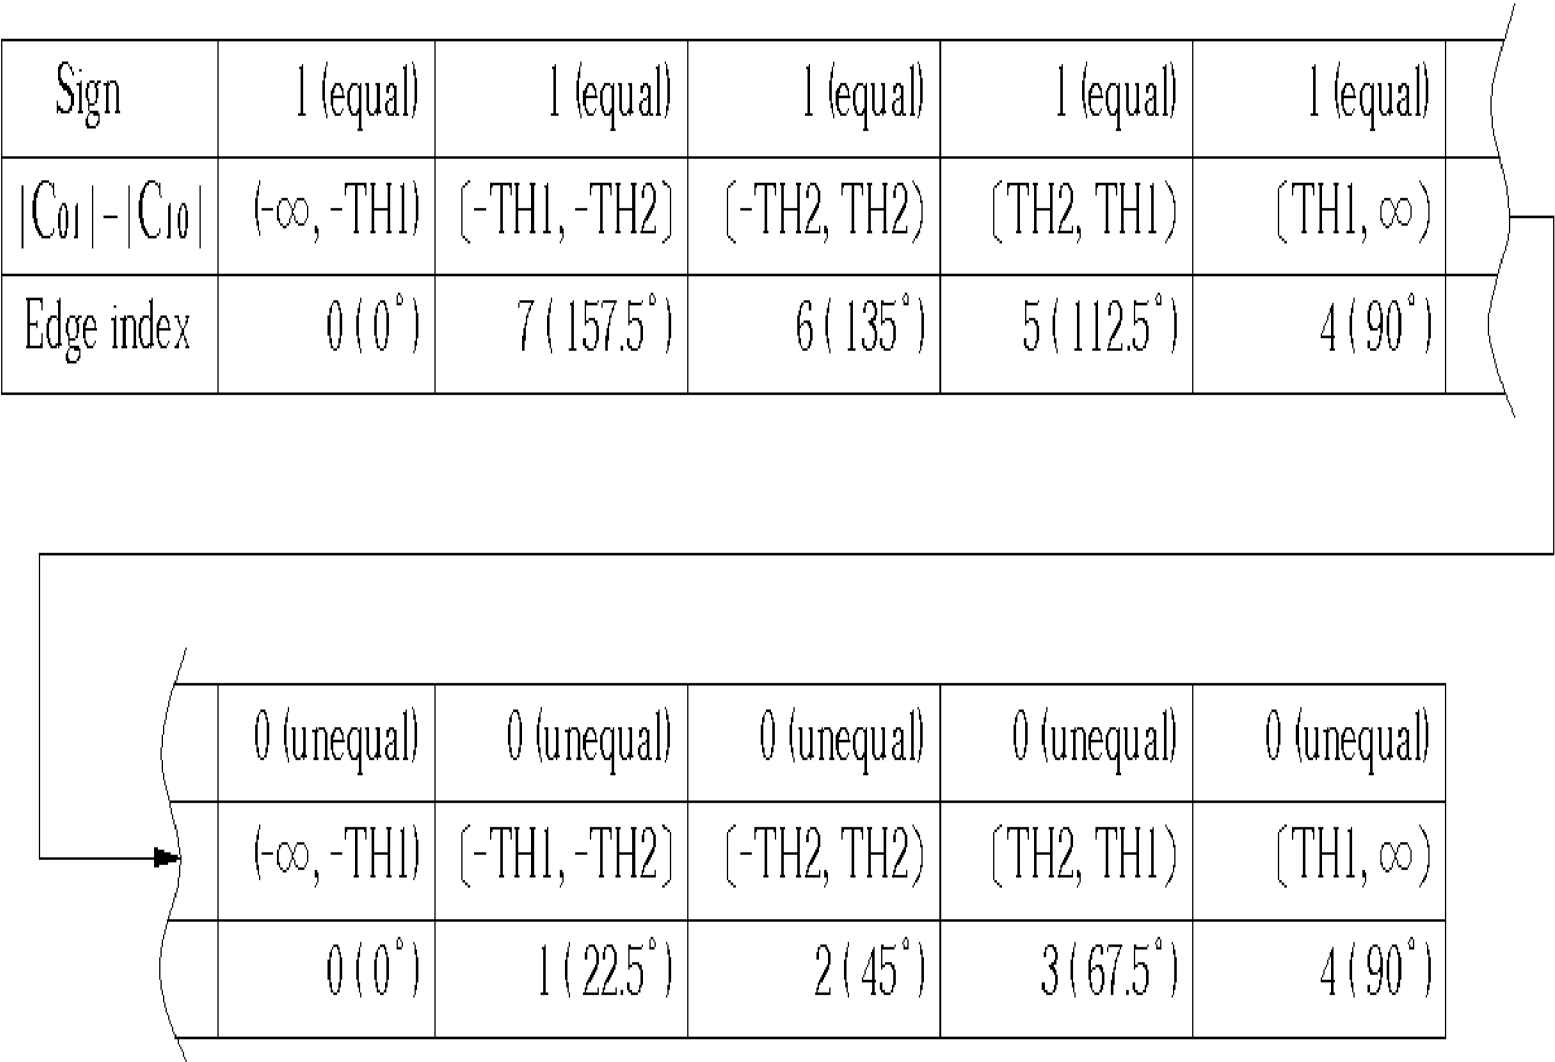 Sign 1 (equal) 1 (equal) 1 (equal) 1 (equal) 1 (equal)
|C01|-|C10| (-∞, -TH1) [-TH1, -TH2) [-TH2, TH2) [TH2, TH1) [TH1, ∞)
Edge index 0(0°) 7(157.5°) 6(135°) 5(112.5°) 4(90°)
0 (unequal) 0 (unequal) 0 (unequal) 0 (unequal) 0 (unequal)
(-∞, -TH1) [-TH1, -TH2) [-TH2, TH2) [TH2, TH1) [TH1, ∞)
0(0°) 1(22.5°) 2(45°) 3(67.5°) 4(90°)